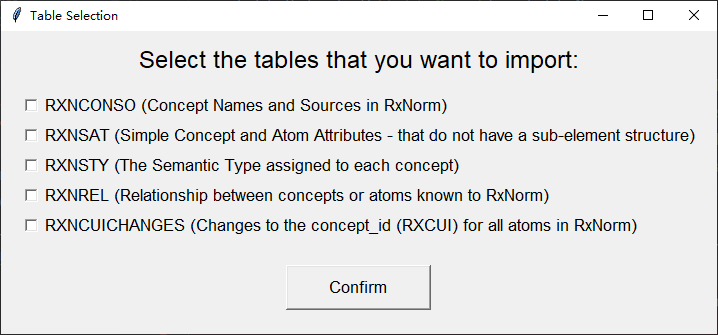 Table Selection
Select the tables that you want to import:
RXNCONSO (Concept Names and Sources in RxNorm)
RXNSAT (Simple Concept and Atom Attributes - that do not have a sub-element structure)
RXNSTY (The Semantic Type assigned to each concept)
RXNREL (Relationship between concepts or atoms known to RxNorm)
RXNCUICHANGES (Changes to the concept_id (RXCUI) for all atoms in RxNorm)
Confirm